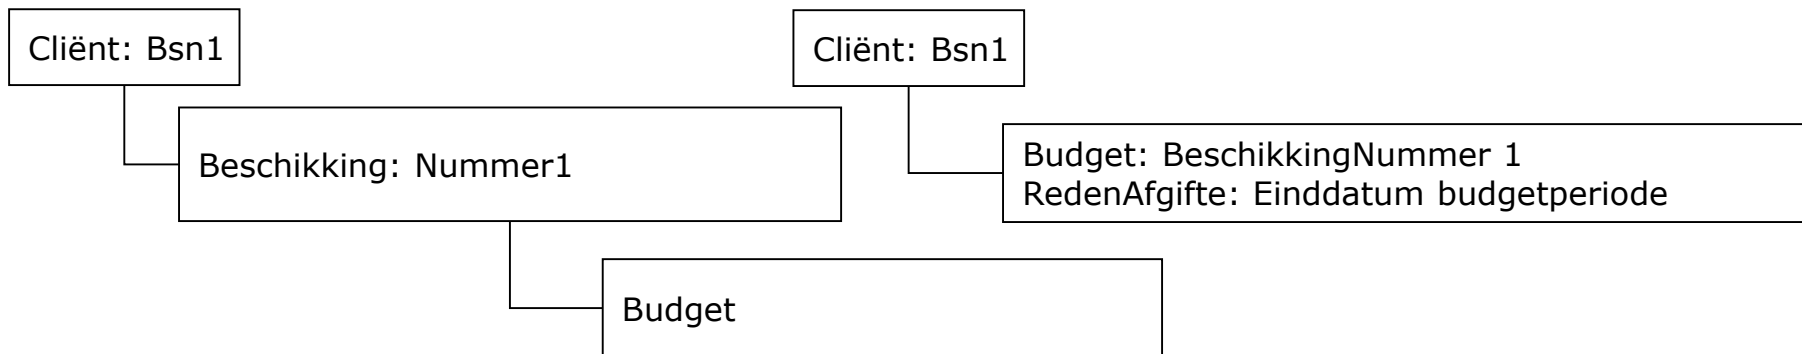 Cliënt: Bsn1
Beschikking: Nummer1
Budget
Cliënt: Bsn1
Budget: BeschikkingNummer 1
RedenAfgifte: Einddatum budgetperiode